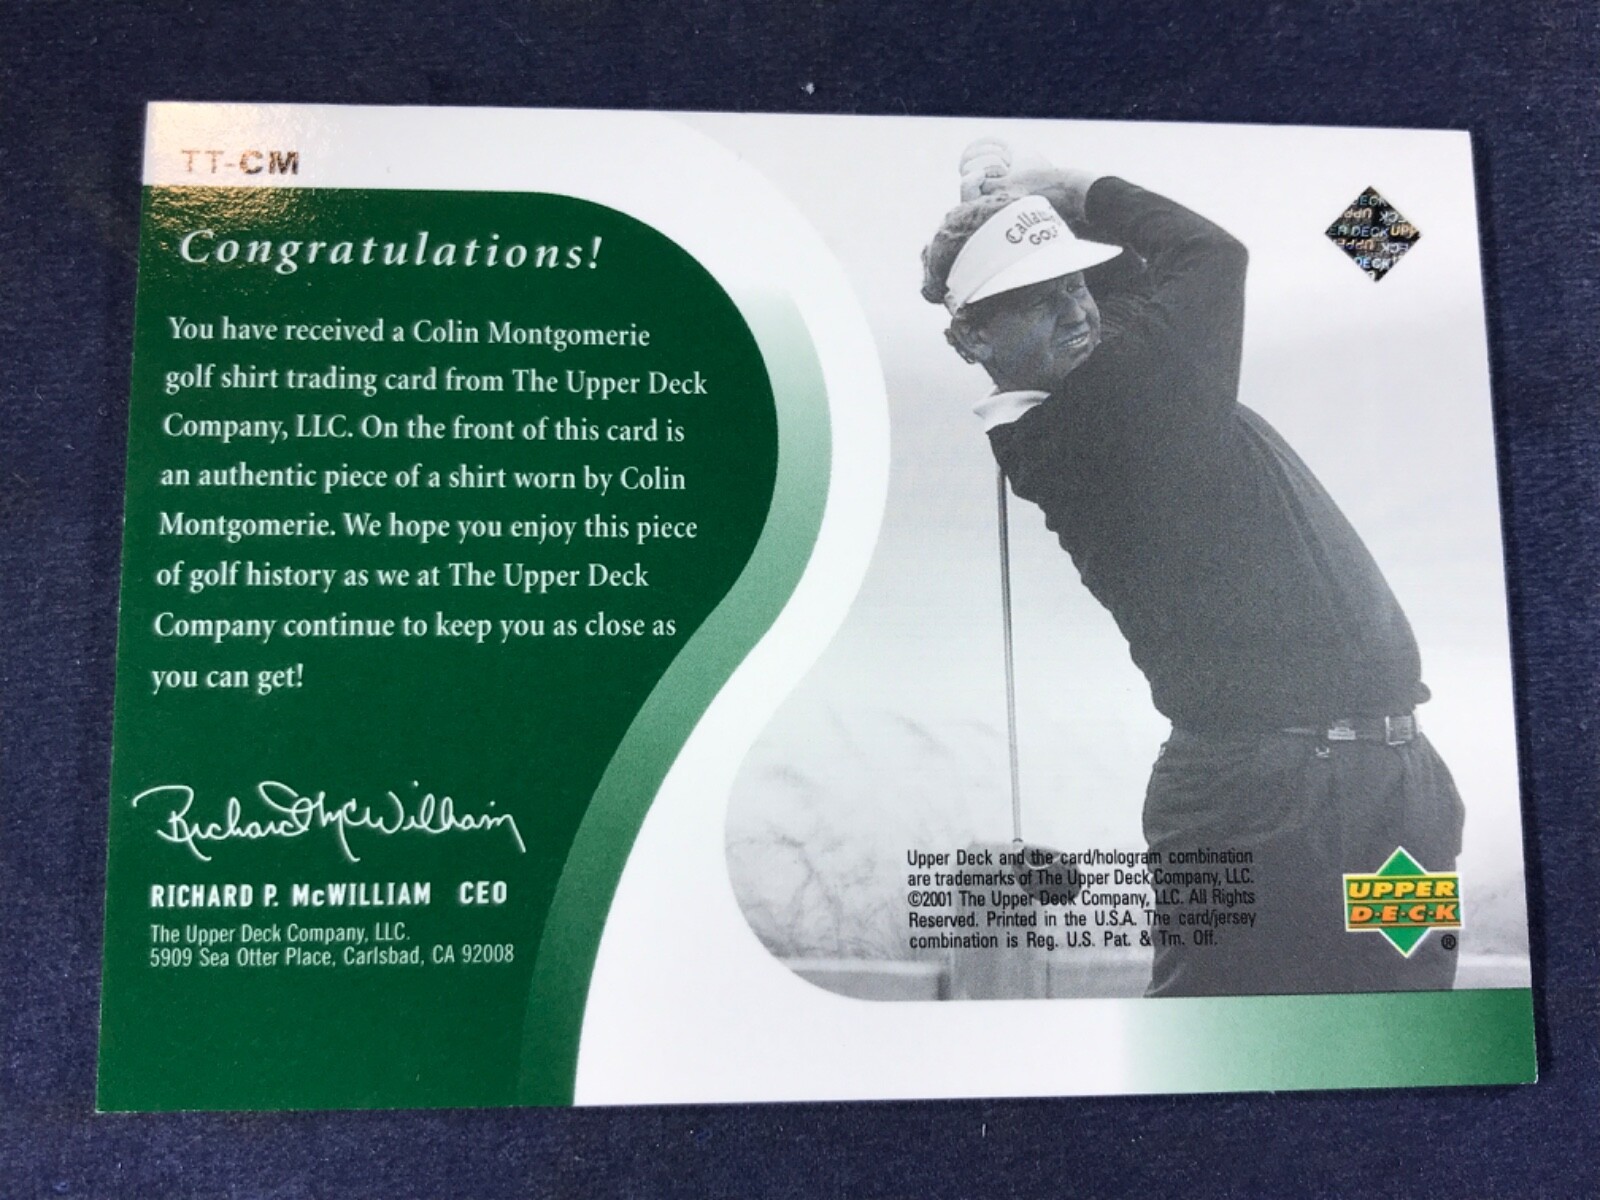 TT-CM
Congratulations!
You have received a Colin Montgomerie
golf shirt trading card from The Upper Deck
Company, LLC. On the front of this card is
an authentic piece of a shirt worn by Colin
Montgomerie. We hope you enjoy this piece
of golf history as we at The Upper Deck
Company continue to keep you as close as
you can get!
Richard McWilliam
RICHARD P. McWILLIAM CEO
The Upper Deck Company, LLC.
5909 Sea Otter Place, Carlsbad, CA 92008
GOLF
Upper Deck and the card/hologram combination
are trademarks of The Upper Deck Company, LLC.
©2001 The Upper Deck Company, LLC. All Rights
Reserved. Printed in the U.S.A. The card/jersey
combination is Reg. U.S. Pat. & Tm. Off.
UPPER
D·E·C·K
®